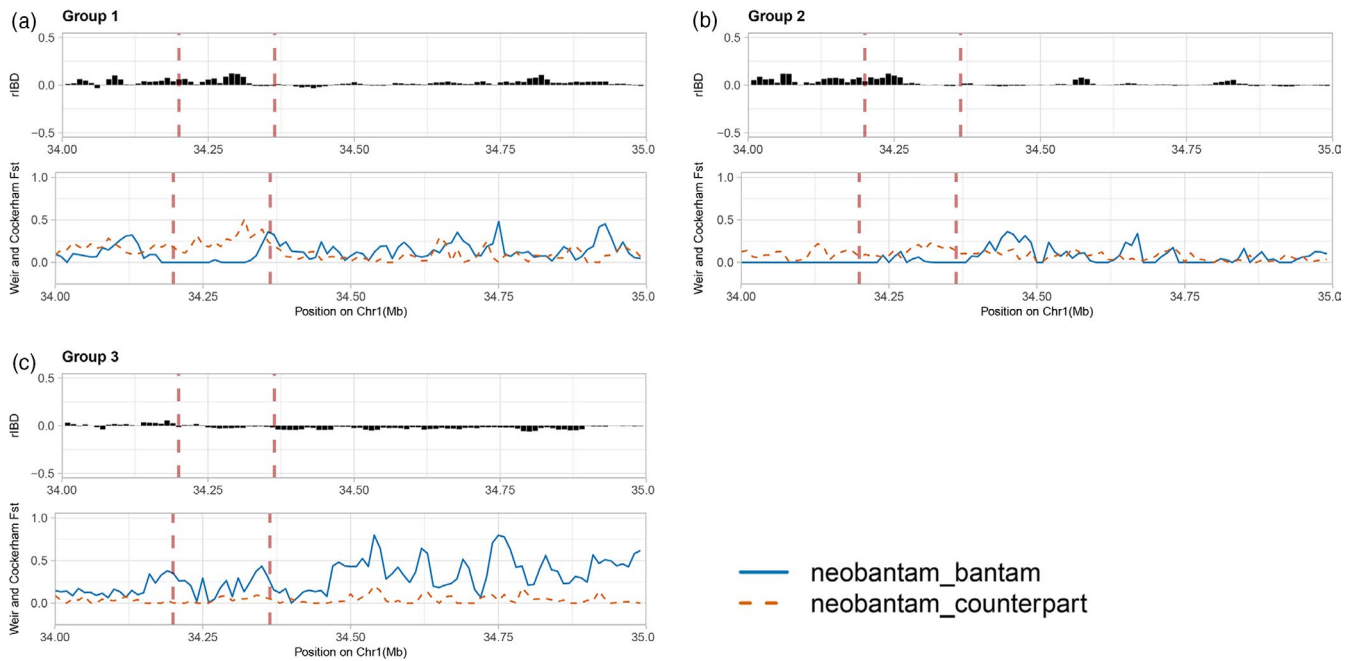 (a)
Group 1
0.5
0.0
−0.5
rIBD
34.00
34.25
34.50
34.75
35.0
1.0
0.5
0.0
Weir and Cockerham Fst
34.00
34.25
34.50
34.75
35.0
Position on Chr1(Mb)
(b)
Group 2
0.5
0.0
−0.5
rIBD
34.00
34.25
34.50
34.75
35.0
1.0
0.5
0.0
Weir and Cockerham Fst
34.00
34.25
34.50
34.75
35.0
Position on Chr1(Mb)
(c)
Group 3
0.5
0.0
−0.5
rIBD
34.00
34.25
34.50
34.75
35.0
1.0
0.5
0.0
Weir and Cockerham Fst
34.00
34.25
34.50
34.75
35.0
Position on Chr1(Mb)
neobantam_bantam
neobantam_counterpart